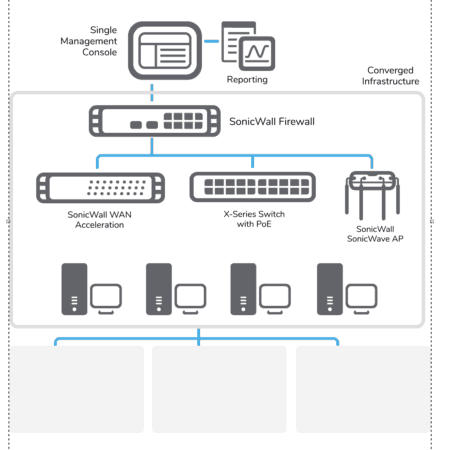 Single
Management
Console
Reporting
Converged
Infrastructure
SonicWall Firewall
SonicWall WAN
Acceleration
X-Series Switch
with PoE
SonicWall
SonicWave AP